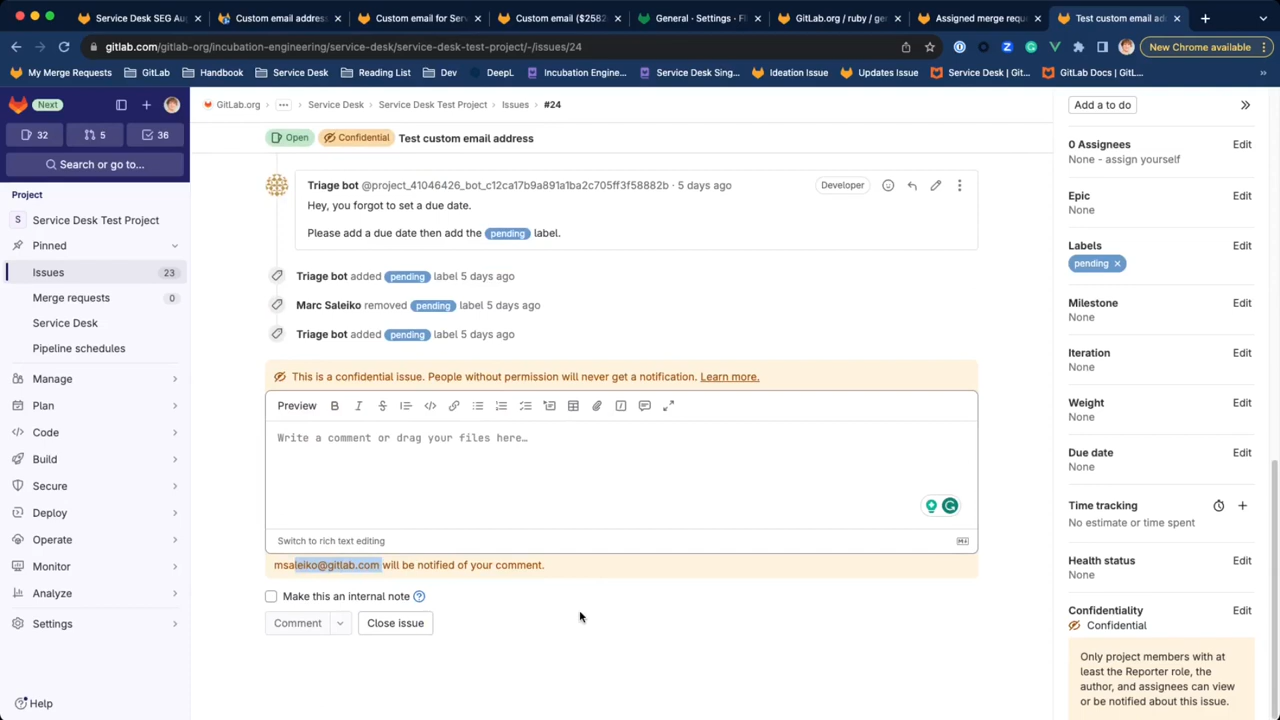 Service Desk SEG Au
Custom email address
Custom email for Serv
Custom email ($2582
General · Settings · Fl
GitLab.org / ruby / ger
Assigned merge requ
Test custom email ad
gitlab.com/gitlab-org/incubation-engineering/service-desk/service-desk-test-project/-/issues/24
New Chrome available
My Merge Requests
GitLab
Handbook
Service Desk
Reading List
Dev
DeepL
Incubation Engine...
Service Desk Sing...
Ideation Issue
Updates Issue
Service Desk | Git...
GitLab Docs | GitL...
Next
32
5
36
Search or go to...
Project
S Service Desk Test Project
Pinned
Issues 23
Merge requests 0
Service Desk
Pipeline schedules
Manage
Plan
Code
Build
Secure
Deploy
Operate
Monitor
Analyze
Settings
Help
GitLab.org > ... > Service Desk > Service Desk Test Project > Issues > #24
Open Confidential Test custom email address
Triage bot @project_41046426_bot_c12ca17b9a891a1ba2c705ff3f58882b · 5 days ago Developer
Hey, you forgot to set a due date.
Please add a due date then add the pending label.
Triage bot added pending label 5 days ago
Marc Saleiko removed pending label 5 days ago
Triage bot added pending label 5 days ago
This is a confidential issue. People without permission will never get a notification. Learn more.
Preview
Write a comment or drag your files here…
Switch to rich text editing
msaleiko@gitlab.com will be notified of your comment.
Make this an internal note
Comment Close issue
Add a to do
0 Assignees Edit
None - assign yourself
Epic Edit
None
Labels Edit
pending ×
Milestone Edit
None
Iteration Edit
None
Weight Edit
None
Due date Edit
None
Time tracking
No estimate or time spent
Health status Edit
None
Confidentiality Edit
Confidential
Only project members with at
least the Reporter role, the
author, and assignees can view
or be notified about this issue.